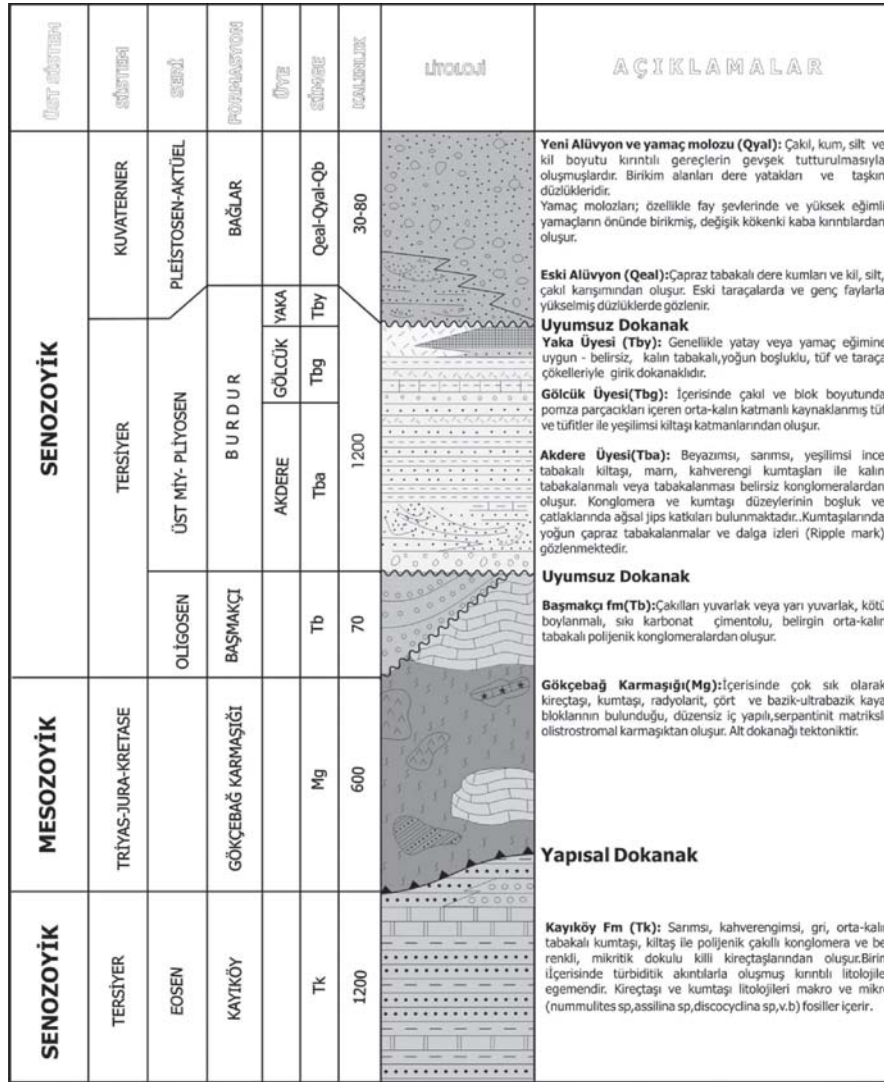 ÜST SİSTEM
SİSTEM
SERİ
FORMASYON
ÜYE
SİMGE
KALINLIK
LİTOLOJİ
AÇIKLAMALAR
SENOZOYİK
KUVATERNER
PLEİSTOSEN-AKTÜEL
BAĞLAR
Qeal-Qyal-Qb
30-80
Yeni Alüvyon ve yamaç molozu (Qyal): Çakıl, kum, silt ve
kil boyutu kırıntılı gereçlerin gevşek tutturulmasıyla
oluşmuşlardır. Birikim alanları dere yatakları ve taşkın
düzlükleridir.
Yamaç molozları; özellikle fay şevlerinde ve yüksek eğimli
yamaçların önünde birikmiş, değişik kökenki kaba kırıntılardan
oluşur.
Eski Alüvyon (Qeal):Çapraz tabakalı dere kumları ve kil, silt,
çakıl karışımından oluşur. Eski taraçalarda ve genç faylarla
yükselmiş düzlüklerde gözlenir.
Uyumsuz Dokanak
TERSİYER
ÜST MİY- PLİYOSEN
BURDUR
YAKA
Tby
GÖLCÜK
Tbg
AKDERE
Tba
1200
Yaka Üyesi (Tby): Genellikle yatay veya yamaç eğimine
uygun - belirsiz, kalın tabakalı,yoğun boşluklu, tüf ve taraça
çökelleriyle girik dokanaklıdır.
Gölcük Üyesi(Tbg): İçerisinde çakıl ve blok boyutunda
pomza parçacıkları içeren orta-kalın katmanlı kaynaklanmış tüf
ve tüfitler ile yeşilimsi kiltaşı katmanlarından oluşur.
Akdere Üyesi(Tba): Beyazımsı, sarımsı, yeşilimsi ince
tabakalı kiltaşı, marn, kahverengi kumtaşları ile kalın
tabakalanmalı veya tabakalanması belirsiz konglomeralardan
oluşur. Konglomera ve kumtaşı düzeylerinin boşluk ve
çatlaklarında ağsal jips katkıları bulunmaktadır..Kumtaşılarında
yoğun çapraz tabakalanmalar ve dalga izleri (Ripple mark)
gözlenmektedir.
Uyumsuz Dokanak
OLİGOSEN
BAŞMAKÇI
Tb
70
Başmakçı fm(Tb):Çakılları yuvarlak veya yarı yuvarlak, kötü
boylanmalı, sıkı karbonat çimentolu, belirgin orta-kalın
tabakalı polijenik konglomeralardan oluşur.
MESOZOYİK
TRİYAS-JURA-KRETASE
GÖKÇEBAĞ KARMAŞIĞI
Mg
600
Gökçebağ Karmaşığı(Mg):İçerisinde çok sık olarak
kireçtaşı, kumtaşı, radyolarit, çört ve bazik-ultrabazik kaya
bloklarının bulunduğu, düzensiz iç yapılı,serpantinit matriksli
olistrostromal karmaşıktan oluşur. Alt dokanağı tektoniktir.
Yapısal Dokanak
SENOZOYİK
TERSİYER
EOSEN
KAYIKÖY
Tk
1200
Kayıköy Fm (Tk): Sarımsı, kahverengimsi, gri, orta-kalın
tabakalı kumtaşı, kiltaş ile polijenik çakıllı konglomera ve be
renkli, mikritik dokulu killi kireçtaşlarından oluşur.Birim
içerisinde türbiditik akıntılarla oluşmuş kırıntılı litolojile
egemendir. Kireçtaşı ve kumtaşı litolojileri makro ve mikro
(nummulites sp,assilina sp,discocyclina sp,v.b) fosiller içerir.